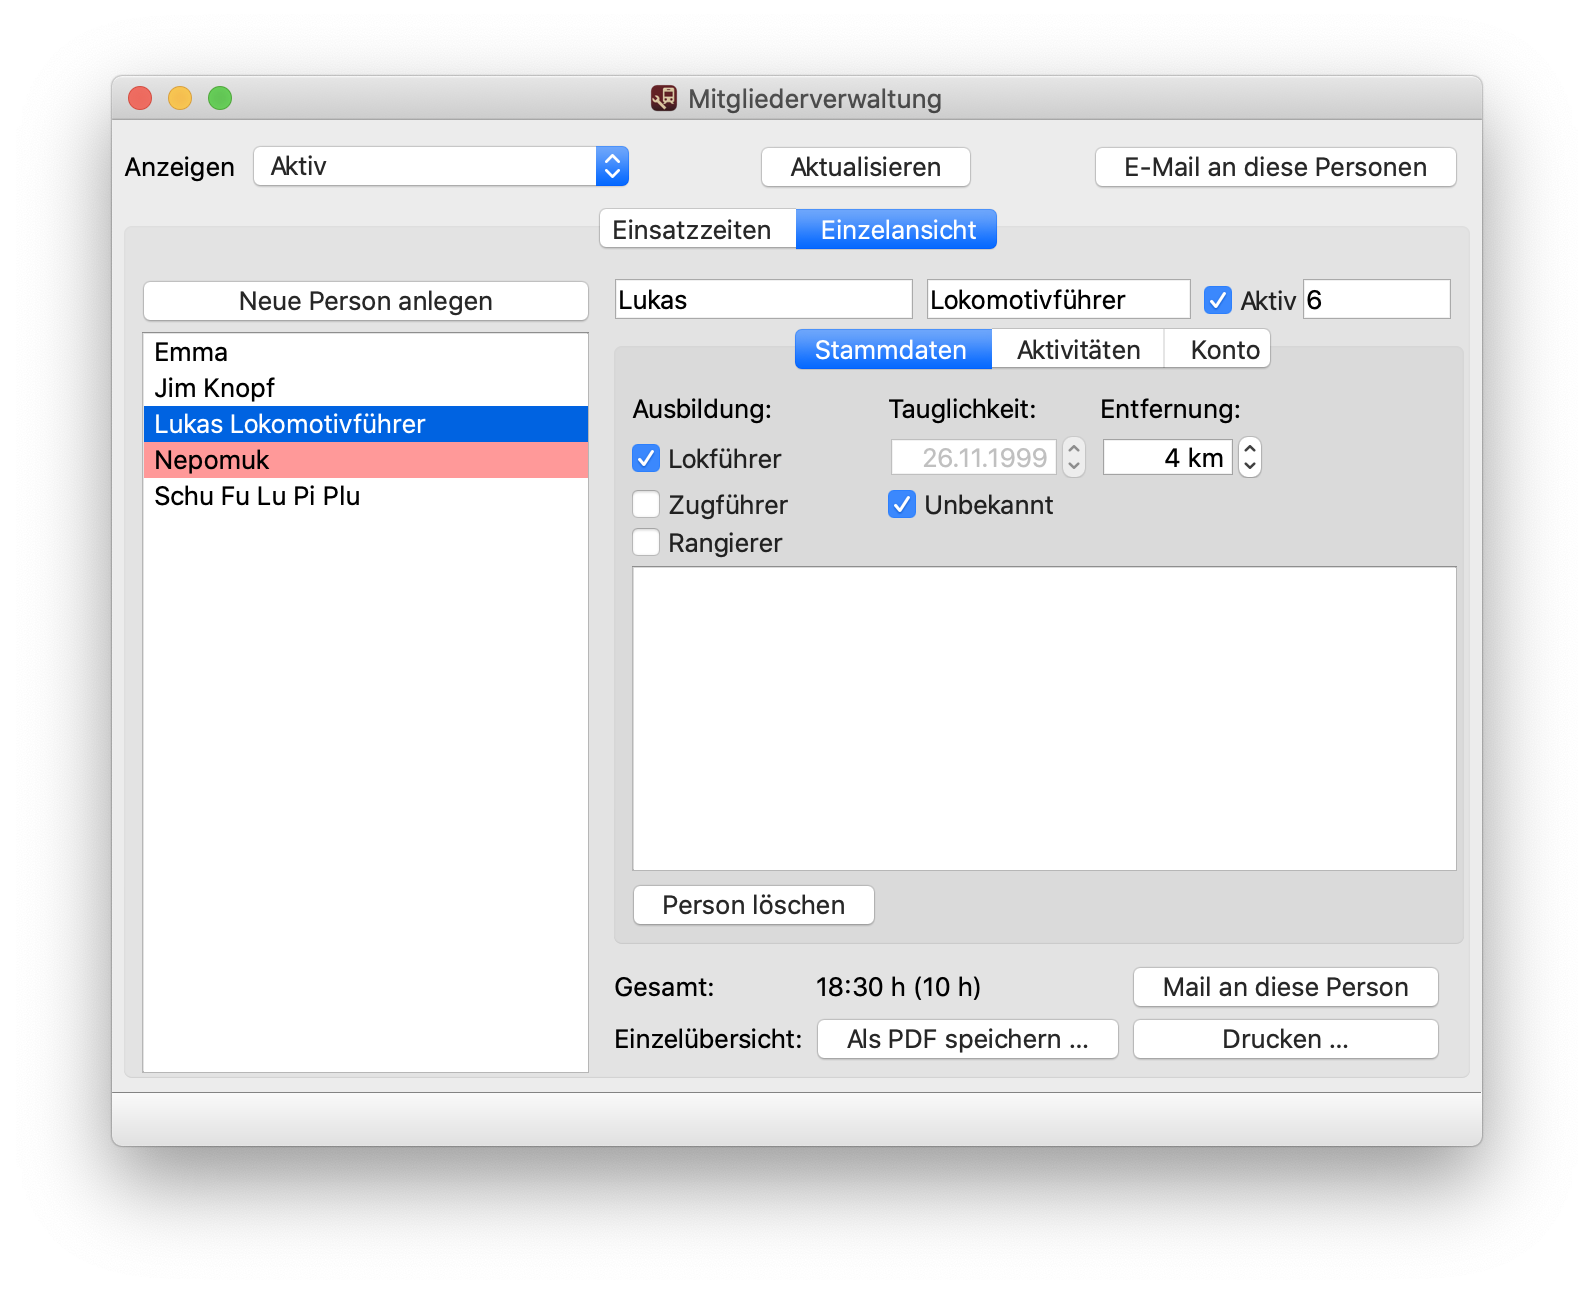 Mitgliederverwaltung
Anzeigen Aktiv Aktualisieren E-Mail an diese Personen
Einsatzzeiten Einzelansicht
Neue Person anlegen
Emma
Jim Knopf
Lukas Lokomotivführer
Nepomuk
Schu Fu Lu Pi Plu
Lukas Lokomotivführer Aktiv 6
Stammdaten Aktivitäten Konto
Ausbildung: Tauglichkeit: Entfernung:
Lokführer 26.11.1999 4 km
Zugführer Unbekannt
Rangierer
Person löschen
Gesamt: 18:30 h (10 h) Mail an diese Person
Einzelübersicht: Als PDF speichern ... Drucken ...